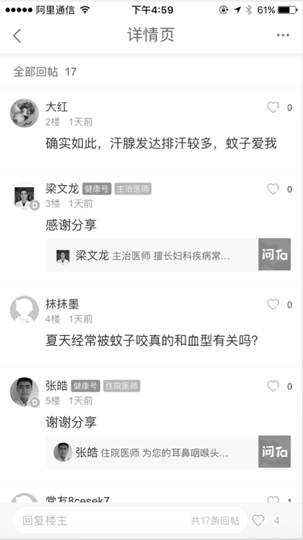 阿里通信 下午4:59 61%
详情页
全部回帖 17
大红 0
2楼 1天前
确实如此，汗腺发达排汗较多，蚊子爱我
梁文龙 健康号 主治医师 0
3楼 1天前
感谢分享
梁文龙 主治医师 擅长妇科疾病常... 问Ta
抹抹墨 0
4楼 1天前
夏天经常被蚊子咬真的和血型有关吗?
张皓 健康号 住院医师 0
5楼 1天前
谢谢分享
张皓 住院医师 为您的耳鼻咽喉头... 问Ta
常友8cesek7 1
回复楼主 共17条回帖 4